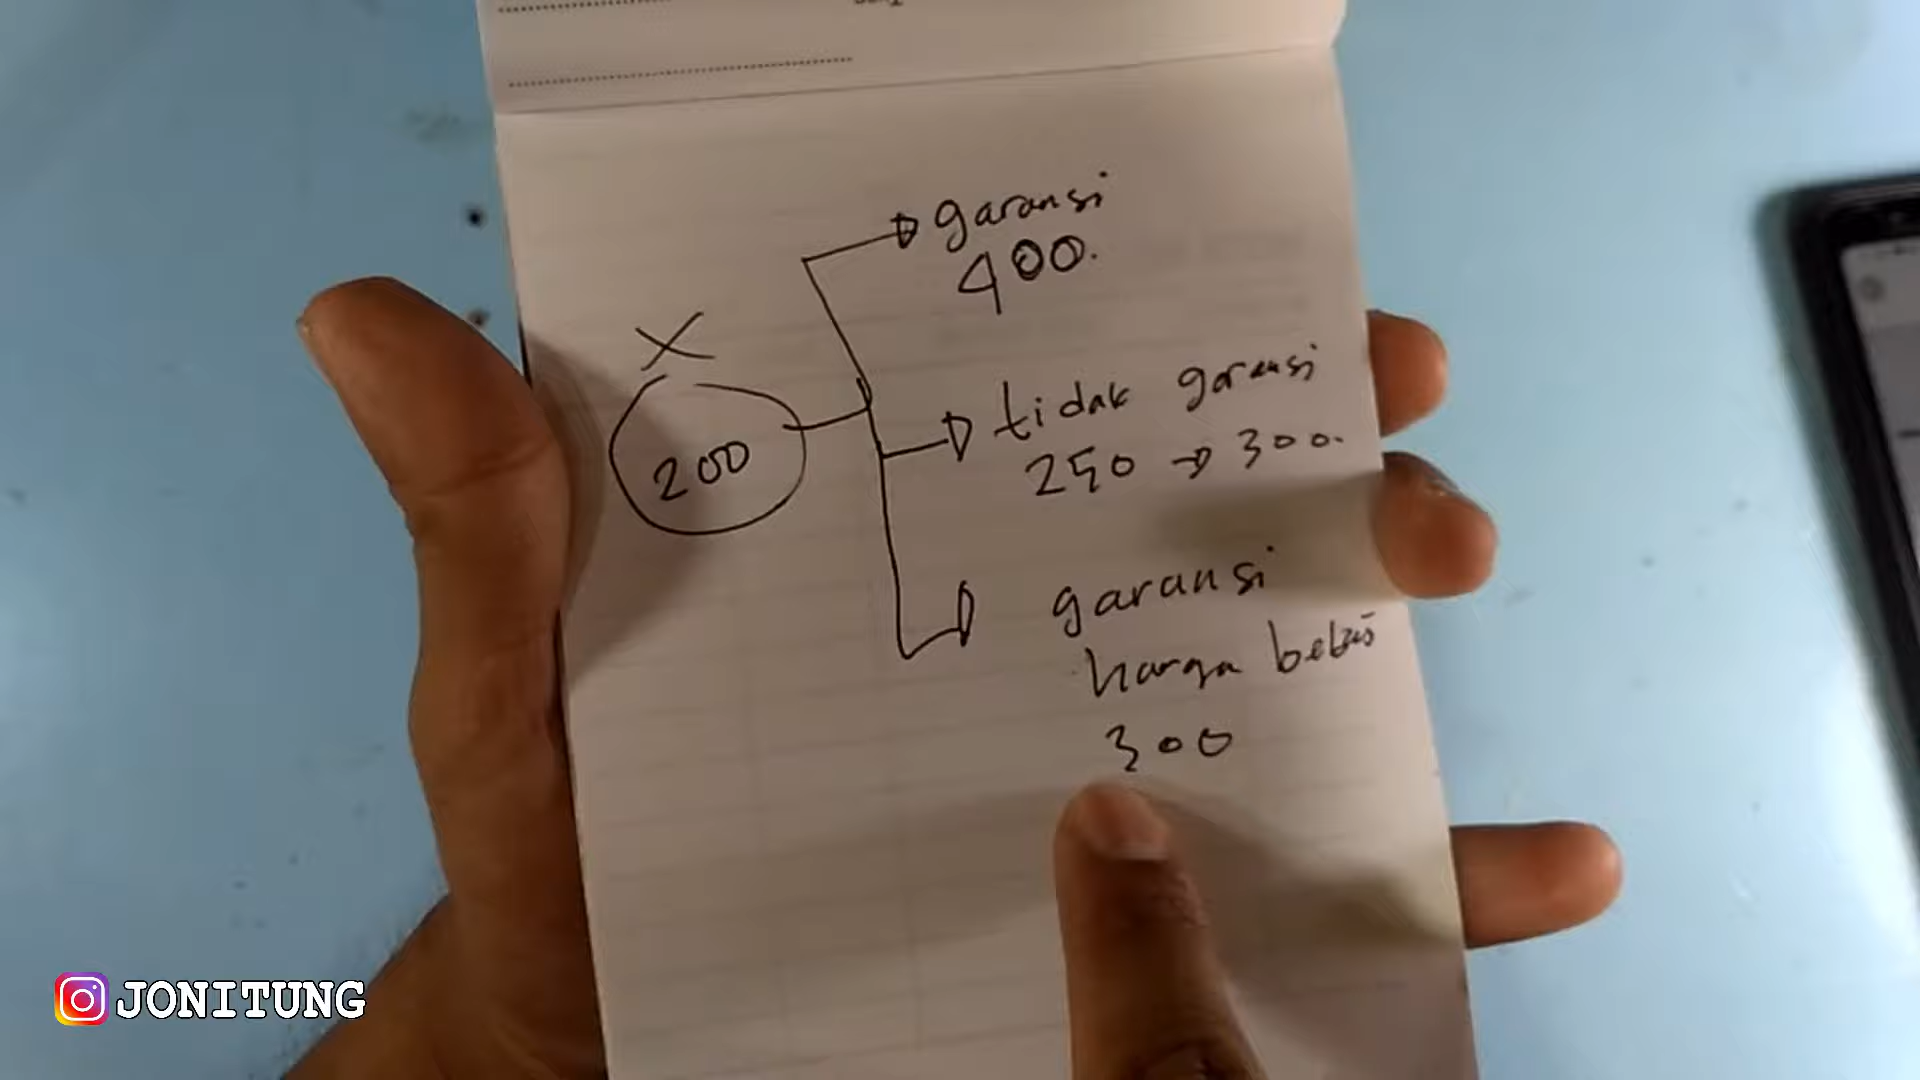 garansi
400.
X
200
tidak garansi
250 → 300.
garansi
harga bebas
300
JONITUNG